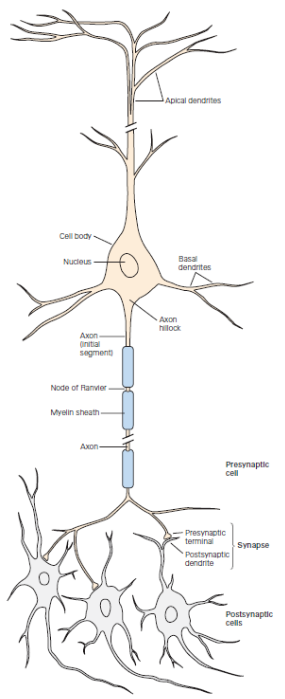 Apical dendrites
Cell body
Nucleus
Basal
dendrites
Axon
hillock
Axon
(initial
segment)
Node of Ranvier
Myelin sheath
Axon
Presynaptic
cell
Presynaptic
terminal
Postsynaptic
dendrite
Synapse
Postsynaptic
cells